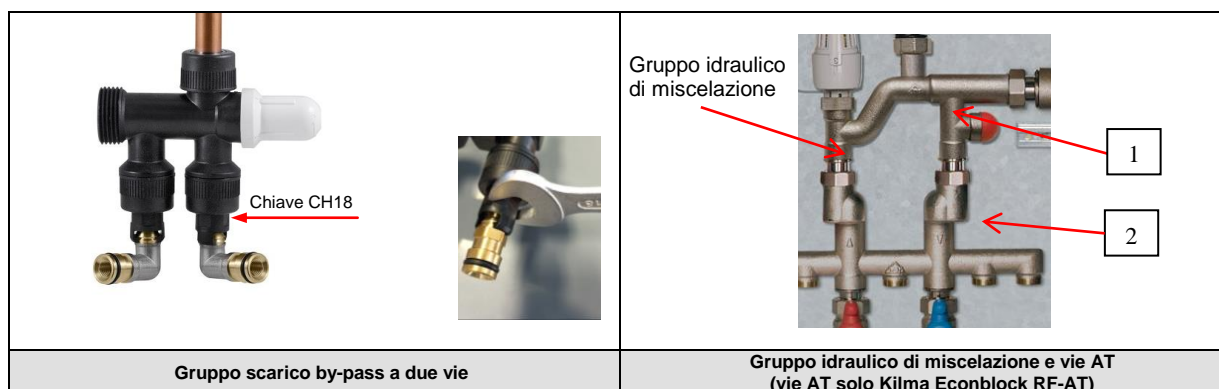 Chiave CH18
Gruppo idraulico
di miscelazione
1
2
Gruppo scarico by-pass a due vie
Gruppo idraulico di miscelazione e vie AT
(vie AT solo Kilma Econblock RF-AT)